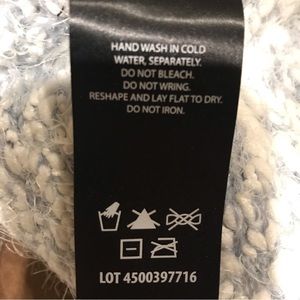 HAND WASH IN COLD
WATER, SEPARATELY.
DO NOT BLEACH.
DO NOT WRING.
RESHAPE AND LAY FLAT TO DRY.
DO NOT IRON.
LOT 4500397716